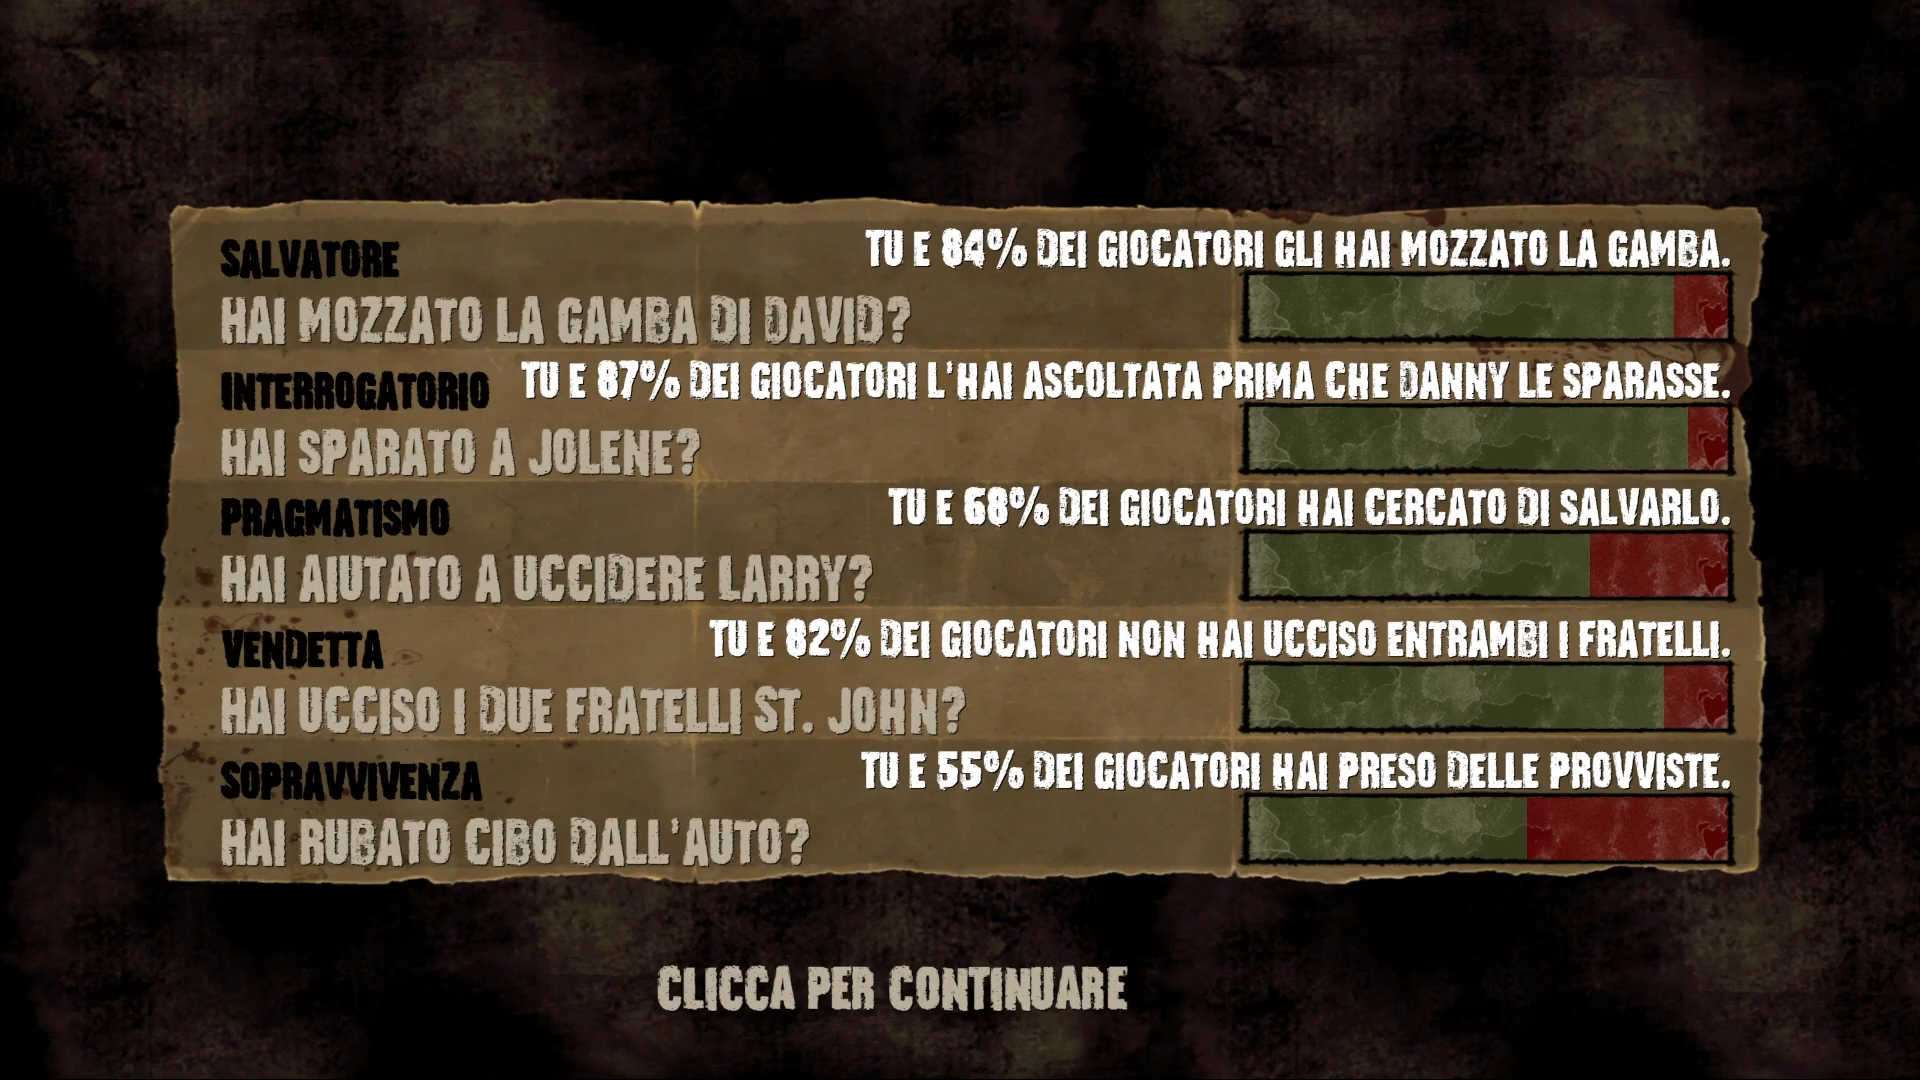 SALVATORE
TU E 84% DEI GIOCATORI GLI HAI MOZZATO LA GAMBA.
HAI MOZZATO LA GAMBA DI DAVID?
INTERROGATORIO
TU E 87% DEI GIOCATORI L'HAI ASCOLTATA PRIMA CHE DANNY LE SPARASSE.
HAI SPARATO A JOLENE?
PRAGMATISMO
TU E 68% DEI GIOCATORI HAI CERCATO DI SALVARLO.
HAI AIUTATO A UCCIDERE LARRY?
VENDETTA
TU E 82% DEI GIOCATORI NON HAI UCCISO ENTRAMBI I FRATELLI.
HAI UCCISO I DUE FRATELLI ST. JOHN?
SOPRAVVIVENZA
TU E 55% DEI GIOCATORI HAI PRESO DELLE PROVVISTE.
HAI RUBATO CIBO DALL'AUTO?
CLICCA PER CONTINUARE